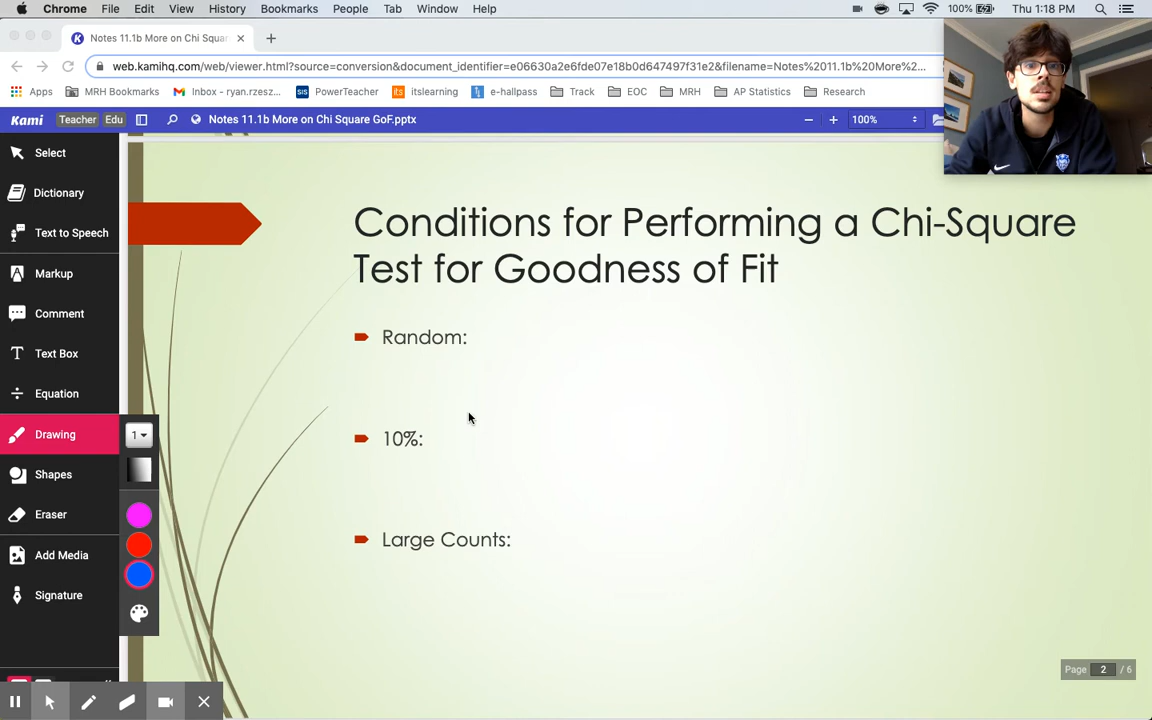 Chrome File Edit View History Bookmarks People Tab Window Help 100% Thu 1:18 PM
Notes 11.1b More on Chi Squar
web.kamihq.com/web/viewer.html?source=conversion&document_identifier=e06630a2e6fde07e18b0d647497f31e2&filename=Notes%2011.1b%20More%2...
Apps MRH Bookmarks Inbox - ryan.rzesz... SIS PowerTeacher its itslearning e-hallpass Track EOC MRH AP Statistics Research
Kami Teacher Edu Notes 11.1b More on Chi Square GoF.pptx 100%
Select
Dictionary
Text to Speech
Markup
Comment
Text Box
Equation
Drawing
1
Shapes
Eraser
Add Media
Signature
Conditions for Performing a Chi-Square
Test for Goodness of Fit
Random:
10%:
Large Counts:
Page 2 / 6